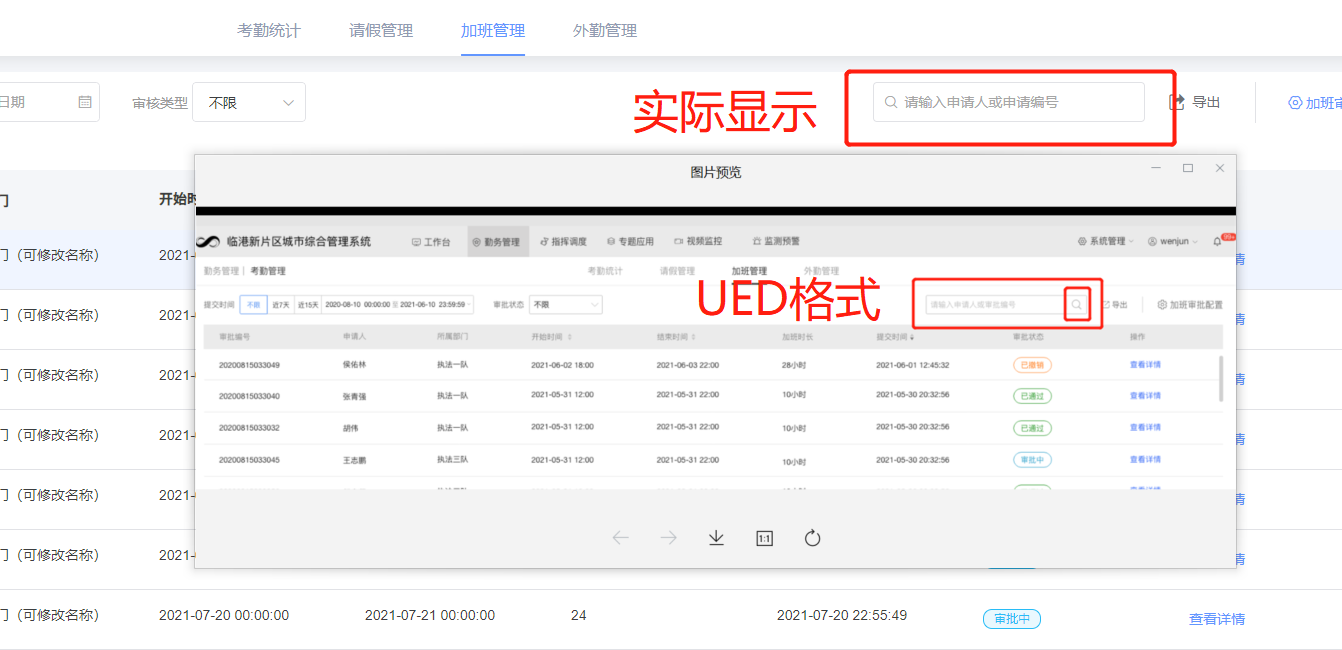 考勤统计 请假管理 加班管理 外勤管理
日期 审核类型 不限 实际显示 请输入申请人或申请编号 导出 加班审
门 开始时 图片预览
临港新片区城市综合管理系统 工作台 勤务管理 指挥调度 专题应用 视频监控 监测预警 系统管理 wenjun 99+
勤务管理 | 考勤管理 考勤统计 请假管理 加班管理 外勤管理
UED格式
提交时间 不限 近7天 近15天 2020-08-10 00:00:00 至 2021-06-10 23:59:59 审批状态 不限 请输入申请人或审批编号 导出 加班审批配置
审批编号 申请人 所属部门 开始时间 结束时间 加班时长 提交时间 审批状态 操作
20200815033049 侯佑林 执法一队 2021-06-02 18:00 2021-06-03 22:00 28小时 2021-06-01 12:45:32 已撤销 查看详情
20200815033040 张青强 执法一队 2021-05-31 12:00 2021-05-31 22:00 10小时 2021-05-30 20:32:56 已通过 查看详情
20200815033032 胡伟 执法一队 2021-05-31 12:00 2021-05-31 22:00 10小时 2021-05-30 20:32:56 已通过 查看详情
20200815033045 王志鹏 执法三队 2021-05-31 12:00 2021-05-31 22:00 10小时 2021-05-30 20:32:56 审批中 查看详情
1:1
门（可修改名称） 2021- 情
门（可修改名称） 2021- 情
门（可修改名称） 2021- 情
门（可修改名称） 2021- 情
门（可修改名称） 2021- 情
门（可修改名称） 2021- 情
门（可修改名称） 2021-07-20 00:00:00 2021-07-21 00:00:00 24 2021-07-20 22:55:49 审批中 查看详情